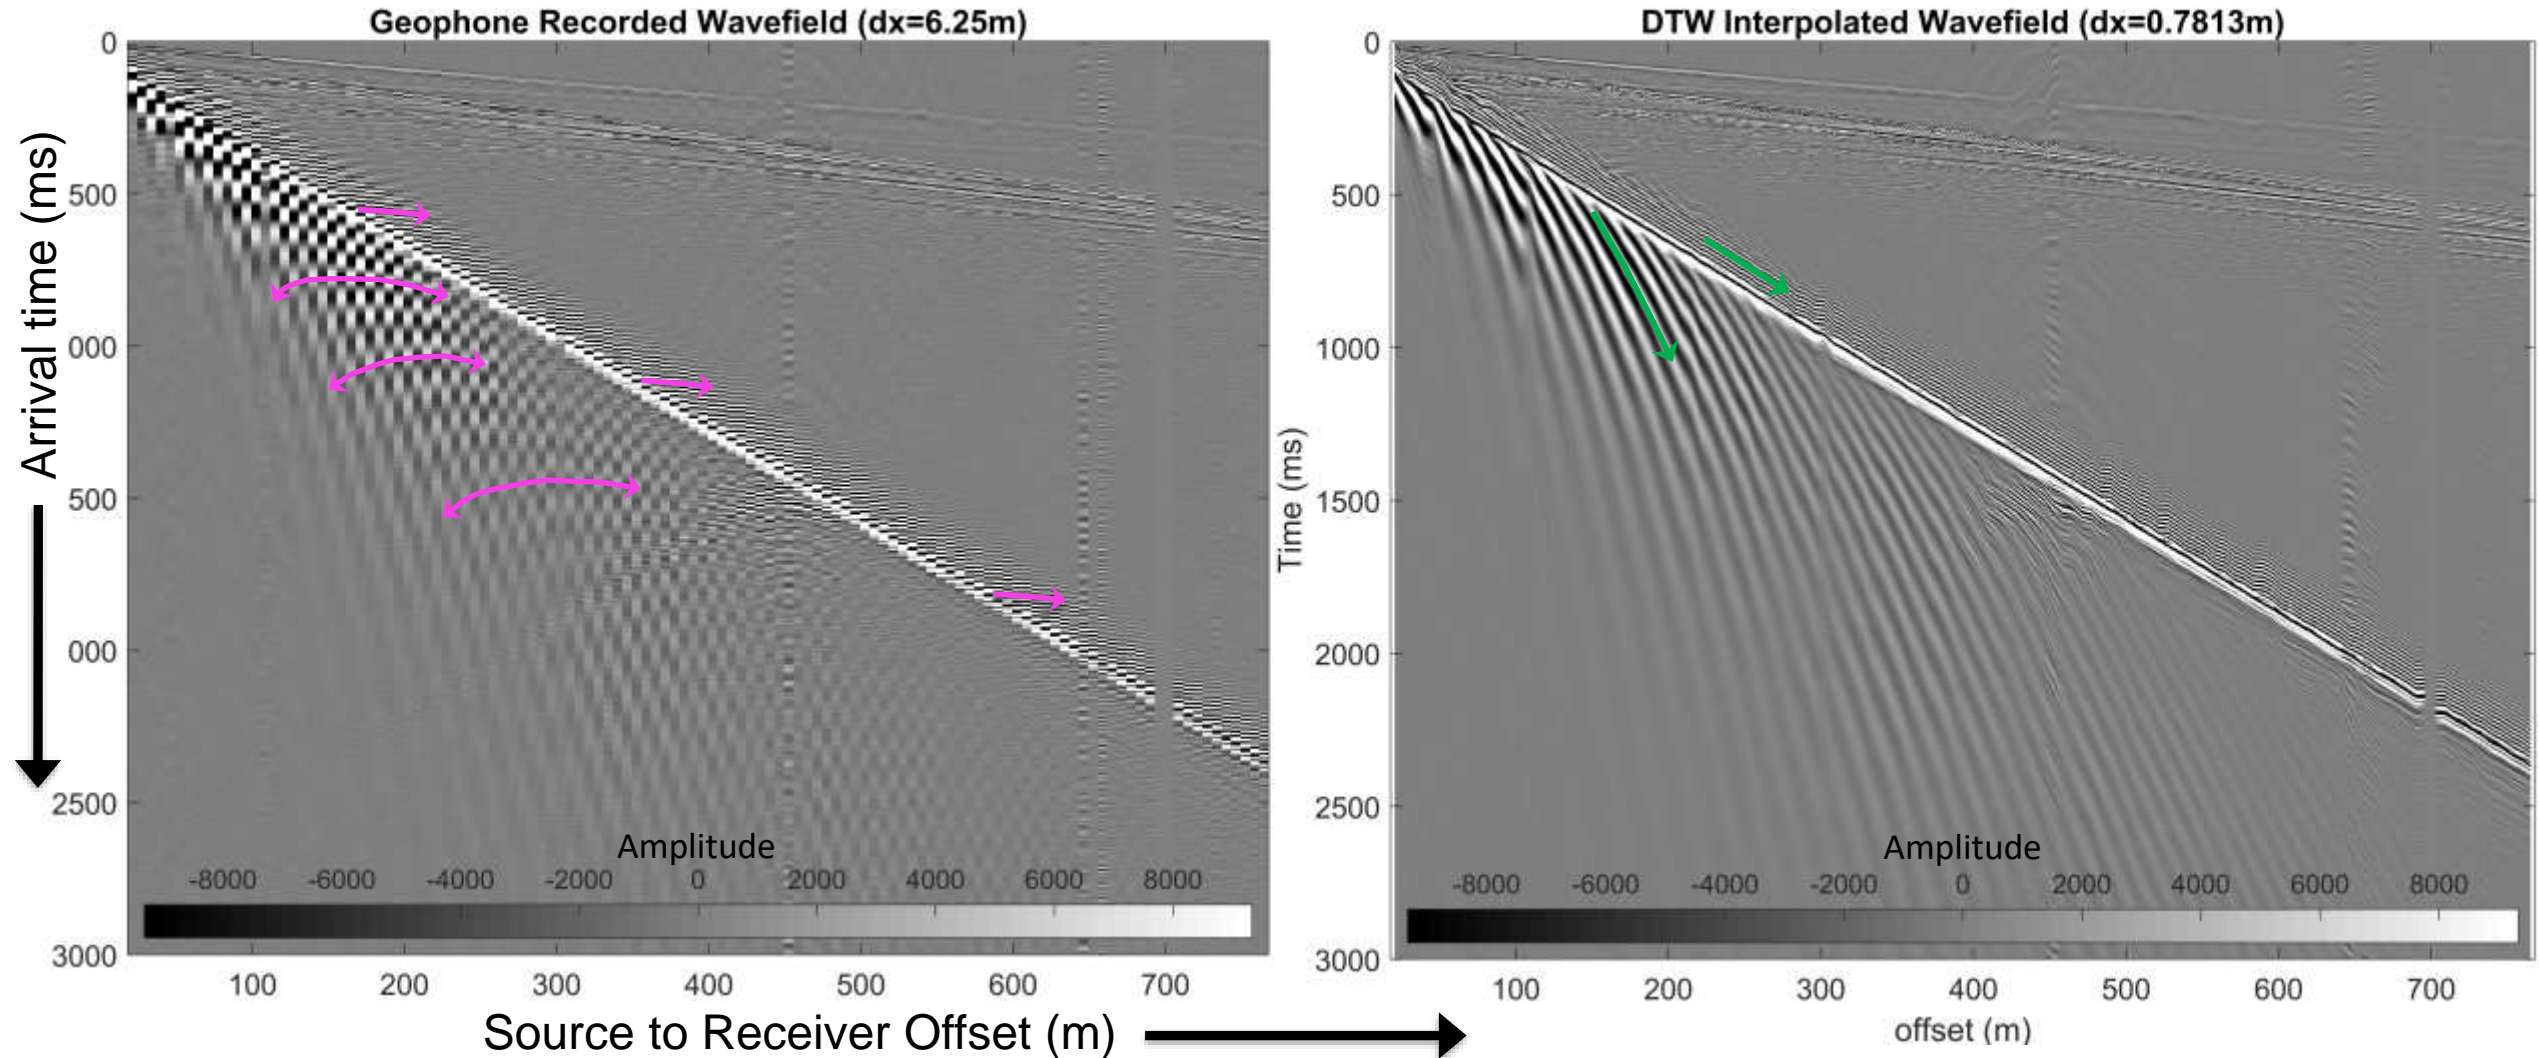 Geophone Recorded Wavefield (dx=6.25m)
0
500
000
500
000
2500
3000
Arrival time (ms)
Amplitude
-8000 -6000 -4000 -2000 0 2000 4000 6000 8000
100 200 300 400 500 600 700
Source to Receiver Offset (m)
DTW Interpolated Wavefield (dx=0.7813m)
0
500
1000
1500
2000
2500
3000
Time (ms)
Amplitude
-8000 -6000 -4000 -2000 0 2000 4000 6000 8000
100 200 300 400 500 600 700
offset (m)